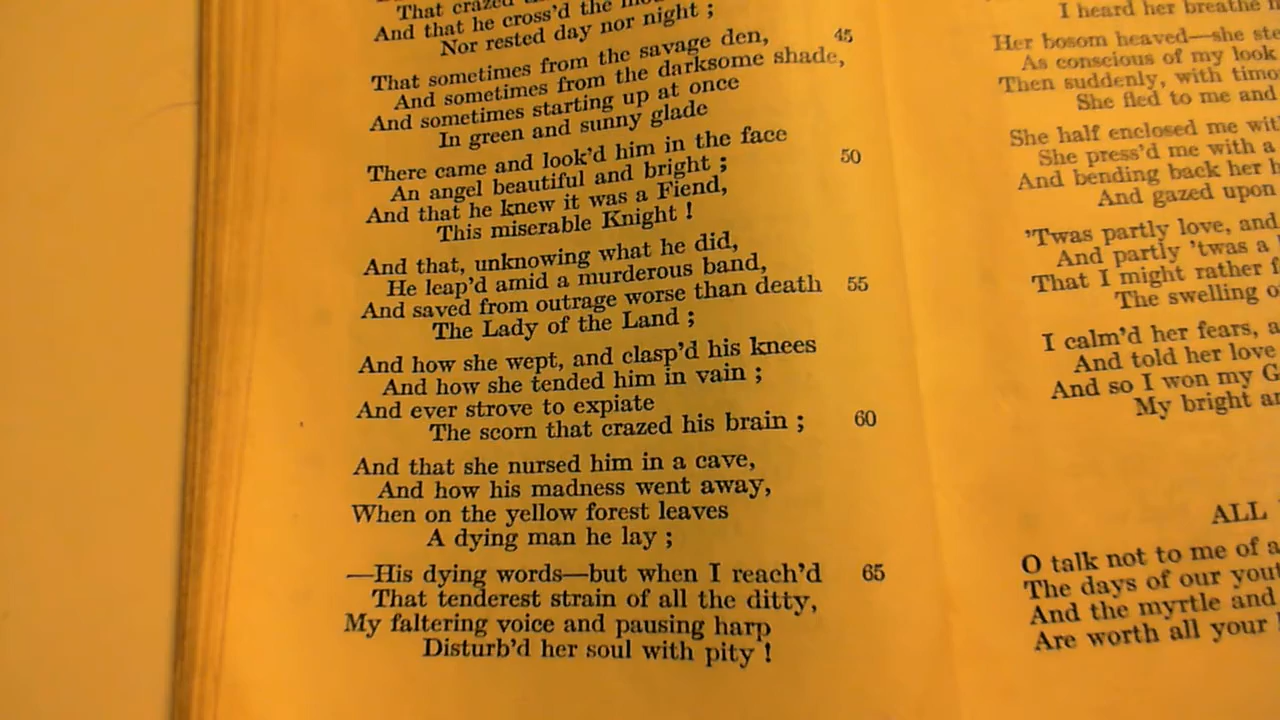 That crazed
And that he cross'd the
Nor rested day nor night ;
45
That sometimes from the savage den,
And sometimes from the darksome shade,
And sometimes starting up at once
In green and sunny glade
There came and look'd him in the face
50
An angel beautiful and bright ;
And that he knew it was a Fiend,
This miserable Knight !
And that, unknowing what he did,
He leap'd amid a murderous band,
And saved from outrage worse than death 55
The Lady of the Land ;
And how she wept, and clasp'd his knees
And how she tended him in vain ;
And ever strove to expiate
The scorn that crazed his brain ; 60
And that she nursed him in a cave,
And how his madness went away,
When on the yellow forest leaves
A dying man he lay ;
—His dying words—but when I reach'd 65
That tenderest strain of all the ditty,
My faltering voice and pausing harp
Disturb'd her soul with pity !
I heard her breathe
Her bosom heaved—she
As conscious of my look
Then suddenly, with
She fled to me and
She half enclosed me
She press'd me with a
And bending back her
And gazed upon
'Twas partly love, and
And partly 'twas a
That I might rather
The swelling
I calm'd her fears,
And told her love
And so I won my
My bright
ALL
O talk not to me of a
The days of our
And the myrtle and
Are worth all your